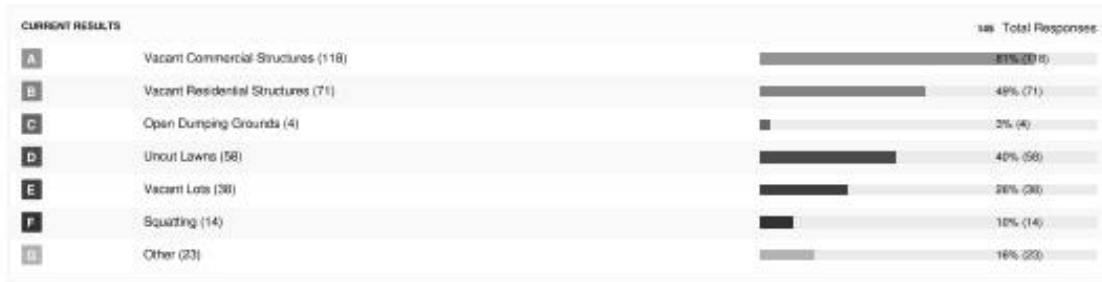 CURRENT RESULTS Total Responses
A Vacant Commercial Structures (118) 81% (118)
B Vacant Residential Structures (71) 49% (71)
C Open Dumping Grounds (4) 3% (4)
D Uncut Lawns (58) 40% (58)
E Vacant Lots (38) 26% (38)
F Squatting (14) 10% (14)
G Other (23) 16% (23)